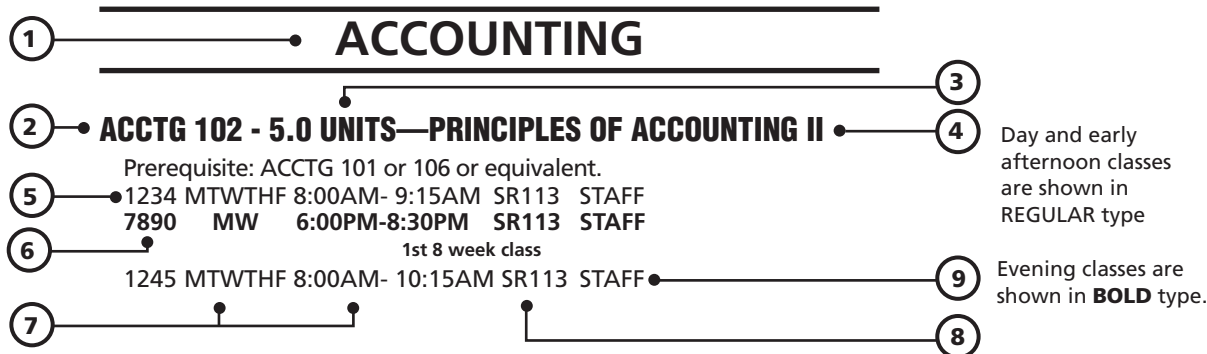 1
ACCOUNTING
3
2
ACCTG 102 - 5.0 UNITS—PRINCIPLES OF ACCOUNTING II
4
Prerequisite: ACCTG 101 or 106 or equivalent.
5
1234 MTWTHF 8:00AM- 9:15AM SR113 STAFF
7890 MW 6:00PM-8:30PM SR113 STAFF
6
1st 8 week class
1245 MTWTHF 8:00AM- 10:15AM SR113 STAFF
9
7
8
Day and early
afternoon classes
are shown in
REGULAR type
Evening classes are
shown in BOLD type.